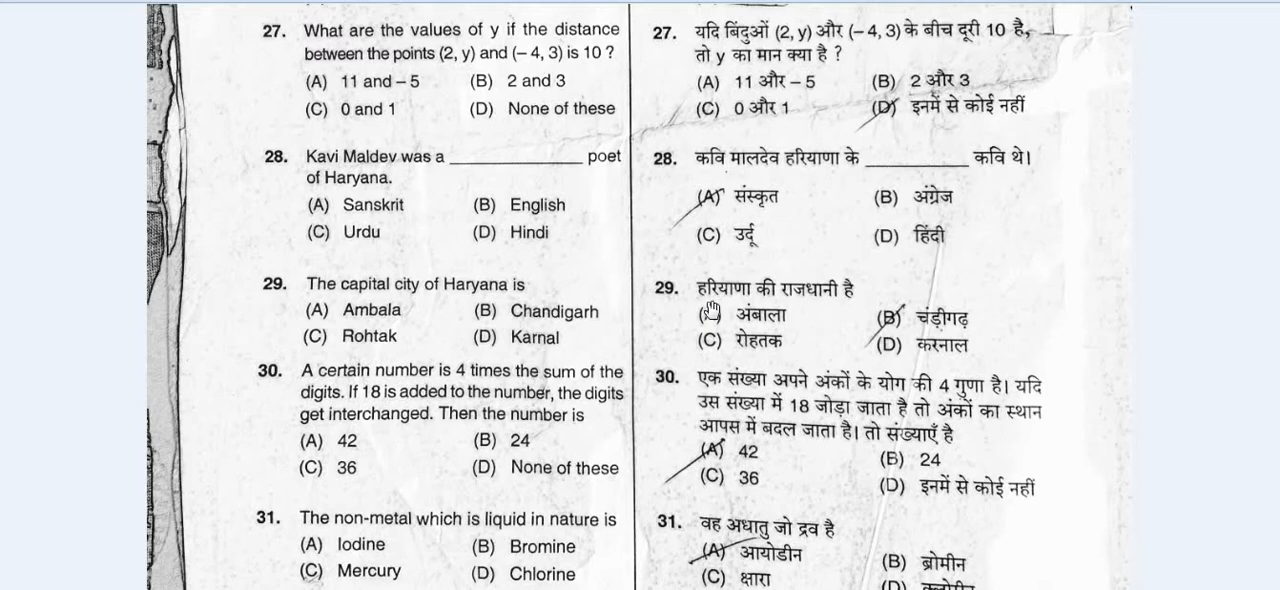 27. What are the values of y if the distance
between the points (2, y) and (– 4, 3) is 10 ?
(A) 11 and – 5 (B) 2 and 3
(C) 0 and 1 (D) None of these
28. Kavi Maldev was a ____________ poet
of Haryana.
(A) Sanskrit (B) English
(C) Urdu (D) Hindi
29. The capital city of Haryana is
(A) Ambala (B) Chandigarh
(C) Rohtak (D) Karnal
30. A certain number is 4 times the sum of the
digits. If 18 is added to the number, the digits
get interchanged. Then the number is
(A) 42 (B) 24
(C) 36 (D) None of these
31. The non-metal which is liquid in nature is
(A) Iodine (B) Bromine
(C) Mercury (D) Chlorine
27. यदि बिंदुओं (2, y) और (– 4, 3) के बीच दूरी 10 है,
तो y का मान क्या है ?
(A) 11 और – 5 (B) 2 और 3
(C) 0 और 1 (D) इनमें से कोई नहीं
28. कवि मालदेव हरियाणा के __________ कवि थे।
(A) संस्कृत (B) अंग्रेज
(C) उर्दू (D) हिंदी
29. हरियाणा की राजधानी है
अंबाला (B) चंड़ीगढ़
(C) रोहतक (D) करनाल
30. एक संख्या अपने अंकों के योग की 4 गुणा है। यदि
उस संख्या में 18 जोड़ा जाता है तो अंकों का स्थान
आपस में बदल जाता है। तो संख्याएँ है
(A) 42 (B) 24
(C) 36 (D) इनमें से कोई नहीं
31. वह अधातु जो द्रव है
(A) आयोडीन (B) ब्रोमीन
(C) क्षारा (D)